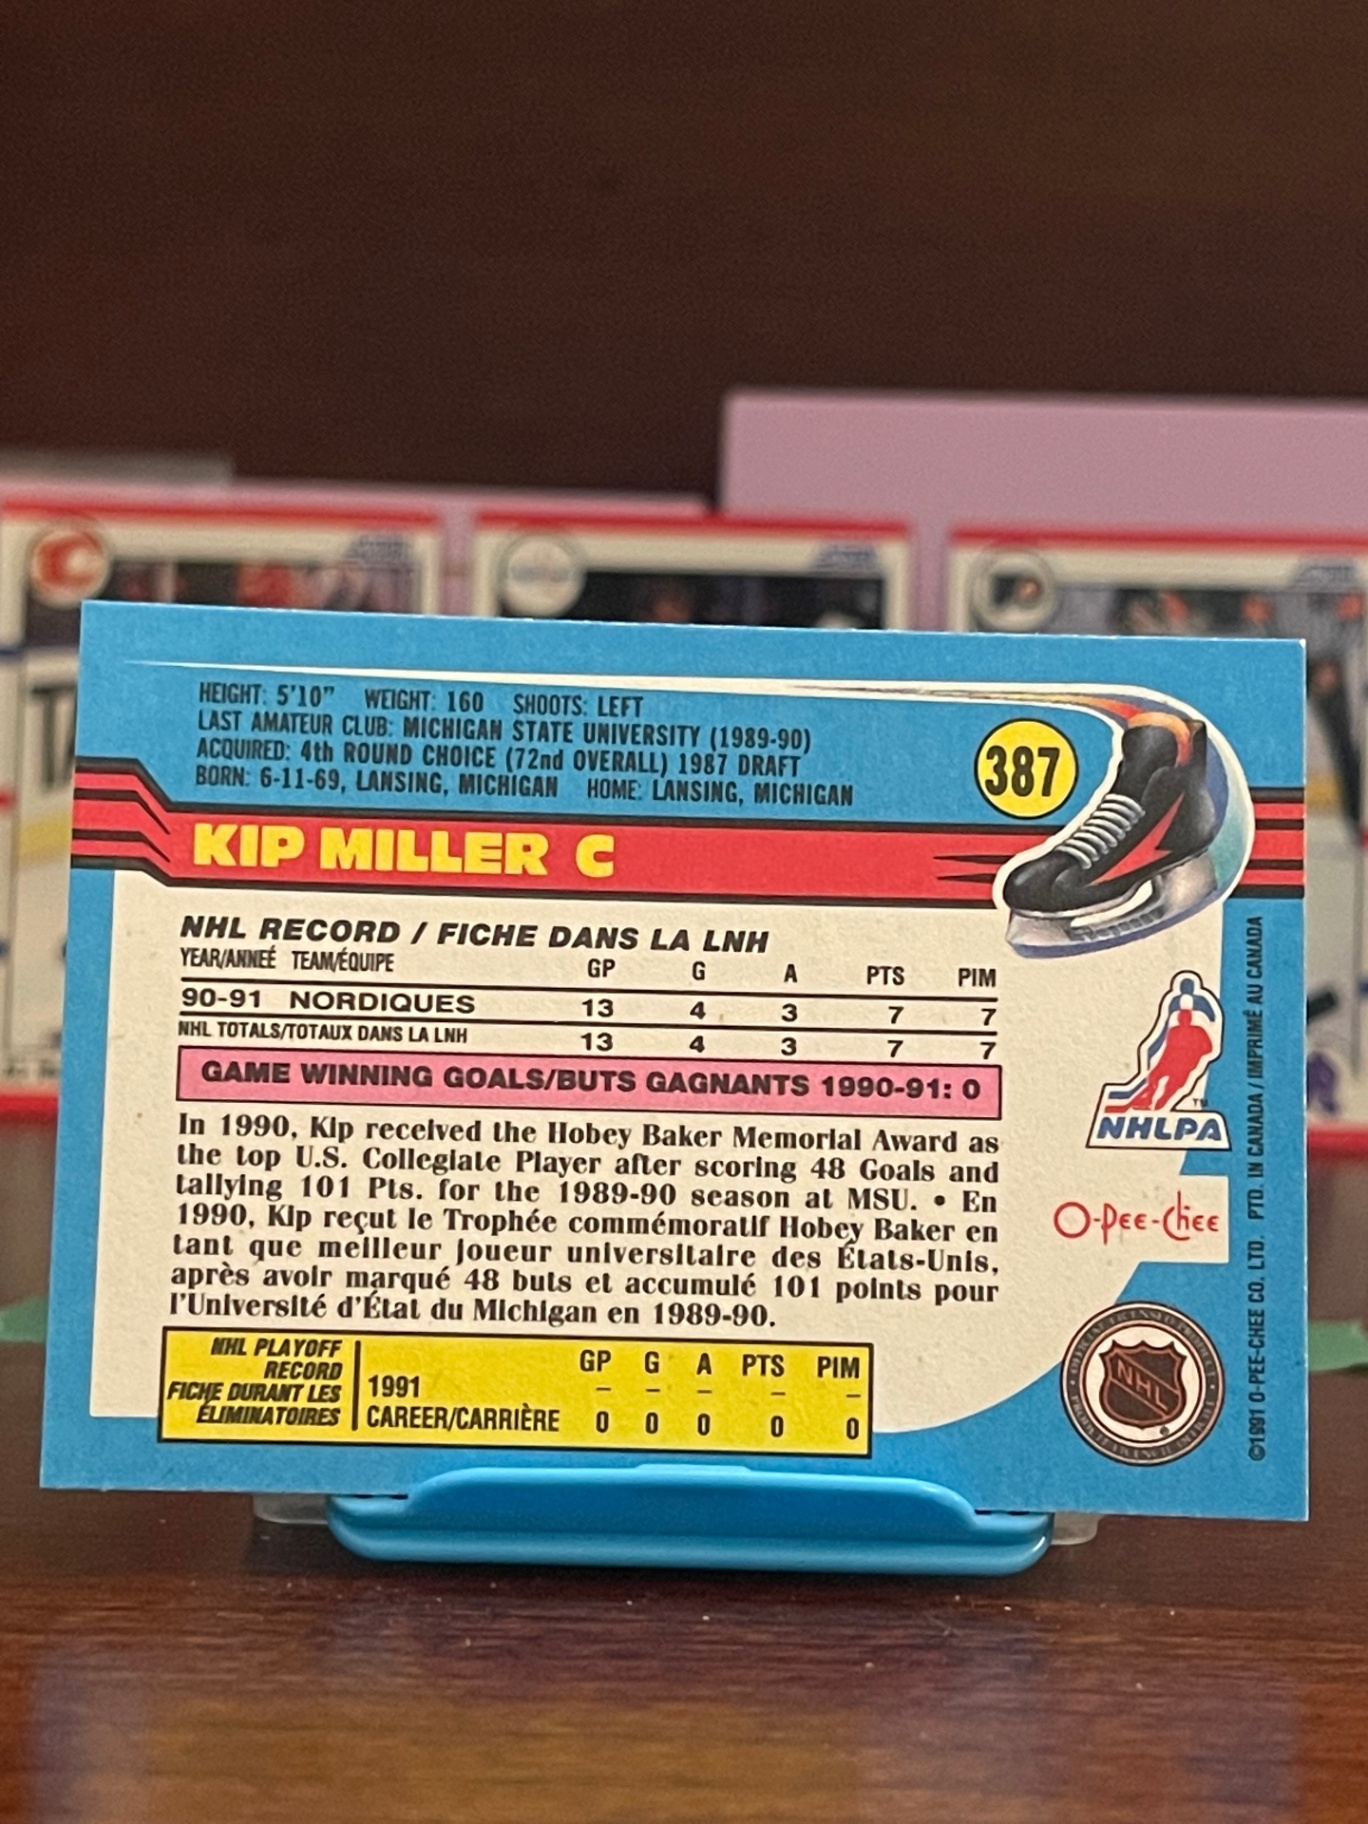 HEIGHT: 5'10" WEIGHT: 160 SHOOTS: LEFT
LAST AMATEUR CLUB: MICHIGAN STATE UNIVERSITY (1989-90)
ACQUIRED: 4th ROUND CHOICE (72nd OVERALL) 1987 DRAFT
BORN: 6-11-69, LANSING, MICHIGAN HOME: LANSING, MICHIGAN
387
KIP MILLER C
NHL RECORD / FICHE DANS LA LNH
YEAR/ANNEÉ TEAM/ÉQUIPE GP G A PTS PIM
90-91 NORDIQUES 13 4 3 7 7
NHL TOTALS/TOTAUX DANS LA LNH 13 4 3 7 7
GAME WINNING GOALS/BUTS GAGNANTS 1990-91: 0
In 1990, Kip received the Hobey Baker Memorial Award as
the top U.S. Collegiate Player after scoring 48 Goals and
tallying 101 Pts. for the 1989-90 season at MSU. • En
1990, Kip reçut le Trophée commémoratif Hobey Baker en
tant que meilleur joueur universitaire des États-Unis,
après avoir marqué 48 buts et accumulé 101 points pour
l'Université d'État du Michigan en 1989-90.
NHL PLAYOFF
RECORD
FICHE DURANT LES
ÉLIMINATOIRES
GP G A PTS PIM
1991 – – – – –
CAREER/CARRIÈRE 0 0 0 0 0
TM
NHLPA
O-PEE-CHEE
NHL
©1991 O-PEE-CHEE CO. LTD. PTD. IN CANADA / IMPRIMÉ AU CANADA